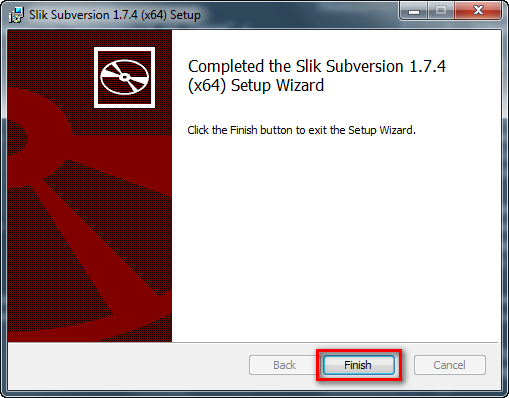 Slik Subversion 1.7.4 (x64) Setup
Completed the Slik Subversion 1.7.4
(x64) Setup Wizard
Click the Finish button to exit the Setup Wizard.
Back
Finish
Cancel